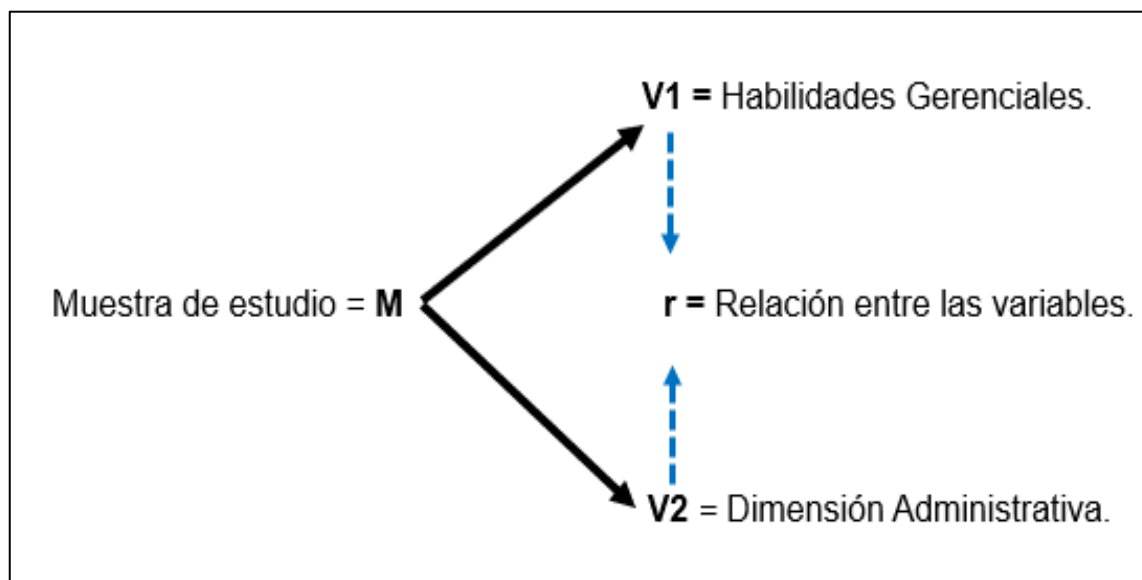 V1 = Habilidades Gerenciales.
Muestra de estudio = M
r = Relación entre las variables.
V2 = Dimensión Administrativa.